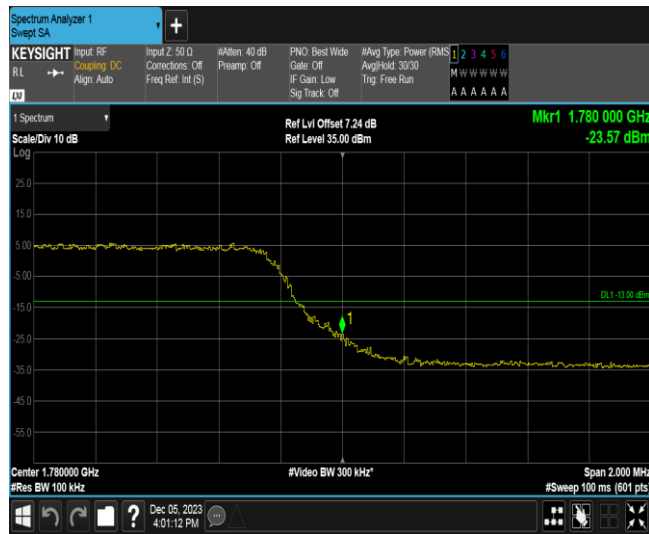 Spectrum Analyzer 1
Swept SA
KEYSIGHT
RL
LXI
Input: RF
Coupling: DC
Align: Auto
Input Z: 50 Ω
Corrections: Off
Freq Ref: Int (S)
#Atten: 40 dB
Preamp: Off
PNO: Best Wide
Gate: Off
IF Gain: Low
Sig Track: Off
#Avg Type: Power (RMS
Avg|Hold: 30/30
Trig: Free Run
1 2 3 4 5 6
M W W W W W
A A A A A A
1 Spectrum
Scale/Div 10 dB
Log
Ref Lvl Offset 7.24 dB
Ref Level 35.00 dBm
Mkr1 1.780 000 GHz
-23.57 dBm
25.0
15.0
5.00
-5.00
-15.0
-25.0
-35.0
-45.0
-55.0
DL1 -13.00 dBm
1
Center 1.780000 GHz
#Res BW 100 kHz
#Video BW 300 kHz*
Span 2.000 MHz
#Sweep 100 ms (601 pts)
?
Dec 05, 2023
4:01:12 PM